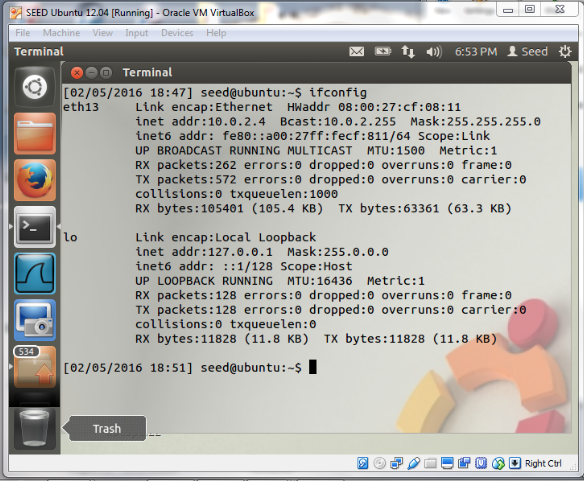 SEED Ubuntu 12.04 [Running] - Oracle VM VirtualBox
File Machine View Input Devices Help
Terminal 6:53 PM Seed
Terminal
[02/05/2016 18:47] seed@ubuntu:~$ ifconfig
eth13 Link encap:Ethernet HWaddr 08:00:27:cf:08:11
inet addr:10.0.2.4 Bcast:10.0.2.255 Mask:255.255.255.0
inet6 addr: fe80::a00:27ff:fecf:811/64 Scope:Link
UP BROADCAST RUNNING MULTICAST MTU:1500 Metric:1
RX packets:262 errors:0 dropped:0 overruns:0 frame:0
TX packets:572 errors:0 dropped:0 overruns:0 carrier:0
collisions:0 txqueuelen:1000
RX bytes:105401 (105.4 KB) TX bytes:63361 (63.3 KB)
lo Link encap:Local Loopback
inet addr:127.0.0.1 Mask:255.0.0.0
inet6 addr: ::1/128 Scope:Host
UP LOOPBACK RUNNING MTU:16436 Metric:1
RX packets:128 errors:0 dropped:0 overruns:0 frame:0
TX packets:128 errors:0 dropped:0 overruns:0 carrier:0
collisions:0 txqueuelen:0
RX bytes:11828 (11.8 KB) TX bytes:11828 (11.8 KB)
534
[02/05/2016 18:51] seed@ubuntu:~$
Trash
Right Ctrl